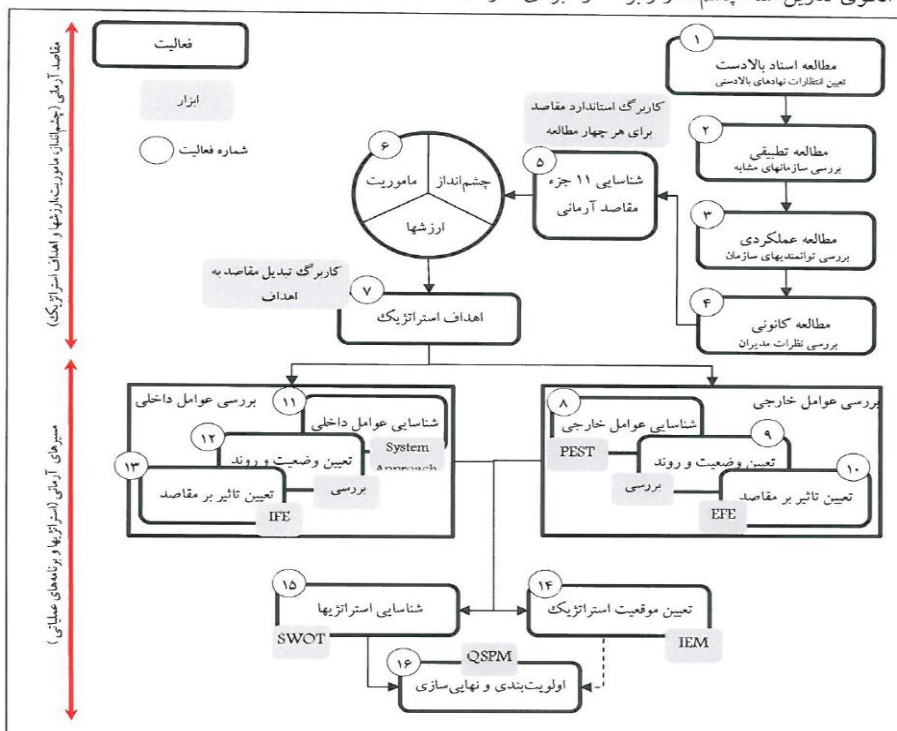 فعالیت
ابزار
شماره فعالیت
مقاصد آرمانی (چشم‌انداز، ماموریت،ارزشها و اهداف استراتژیک)
۱
مطالعه اسناد بالادست
تعیین انتظارات نهادهای بالادستی
۲
مطالعه تطبیقی
بررسی سازمانهای مشابه
۳
مطالعه عملکردی
بررسی توانمندیهای سازمان
۴
مطالعه کانونی
بررسی نظرات مدیران
کاربرگ استاندارد مقاصد
برای هر چهار مطالعه
۵
شناسایی ۱۱ جزء
مقاصد آرمانی
۶
چشم‌انداز
ماموریت
ارزشها
کاربرگ تبدیل مقاصد به
اهداف
۷
اهداف استراتژیک
مسیرهای آرمانی (استراتژیها و برنامه‌های عملیاتی)
بررسی عوامل خارجی
۸
شناسایی عوامل خارجی
PEST
۹
تعیین وضعیت و روند
بررسی
۱۰
تعیین تاثیر بر مقاصد
EFE
بررسی عوامل داخلی
۱۱
شناسایی عوامل داخلی
System
Approach
۱۲
تعیین وضعیت و روند
بررسی
۱۳
تعیین تاثیر بر مقاصد
IFE
۱۴
تعیین موقعیت استراتژیک
IEM
۱۵
شناسایی استراتژیها
SWOT
QSPM
۱۶
اولویت‌بندی و نهایی‌سازی